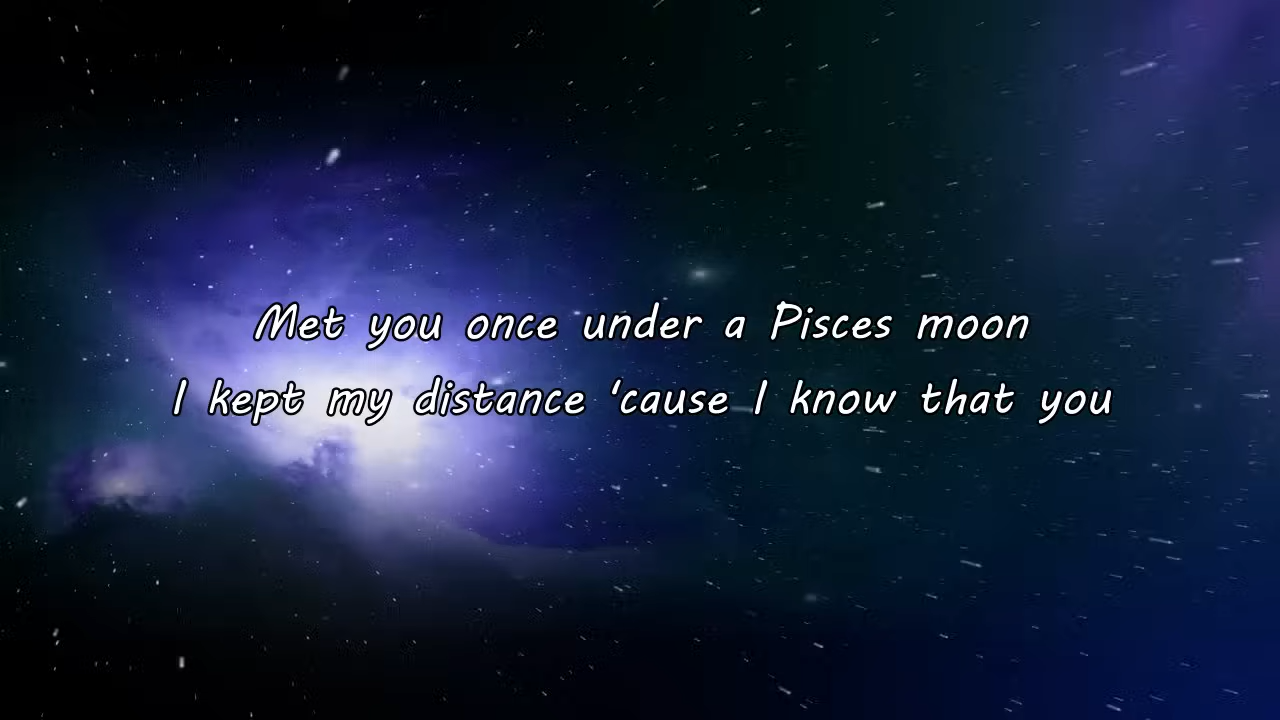 Met you once under a Pisces moon
I kept my distance 'cause I know that you